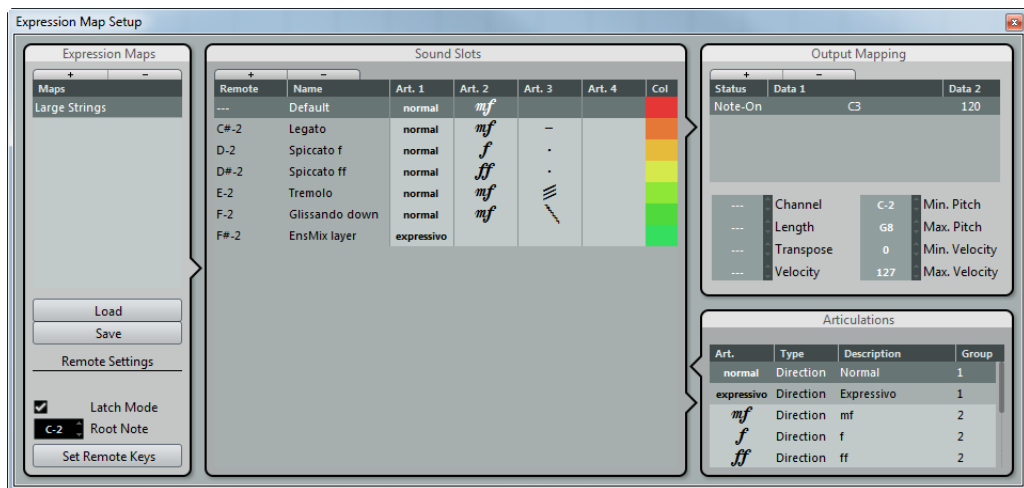 Expression Map Setup
Expression Maps
+ -
Maps
Large Strings
Load
Save
Remote Settings
Latch Mode
C-2 Root Note
Set Remote Keys
Sound Slots
+ -
Remote Name Art. 1 Art. 2 Art. 3 Art. 4 Col
--- Default normal mf
C#-2 Legato normal mf –
D-2 Spiccato f normal f .
D#-2 Spiccato ff normal ff .
E-2 Tremolo normal mf
F-2 Glissando down normal mf
F#-2 EnsMix layer expressivo
Output Mapping
+ -
Status Data 1 Data 2
Note-On C3 120
--- Channel C-2 Min. Pitch
--- Length G8 Max. Pitch
--- Transpose 0 Min. Velocity
--- Velocity 127 Max. Velocity
Articulations
Art. Type Description Group
normal Direction Normal 1
expressivo Direction Expressivo 1
mf Direction mf 2
f Direction f 2
ff Direction ff 2